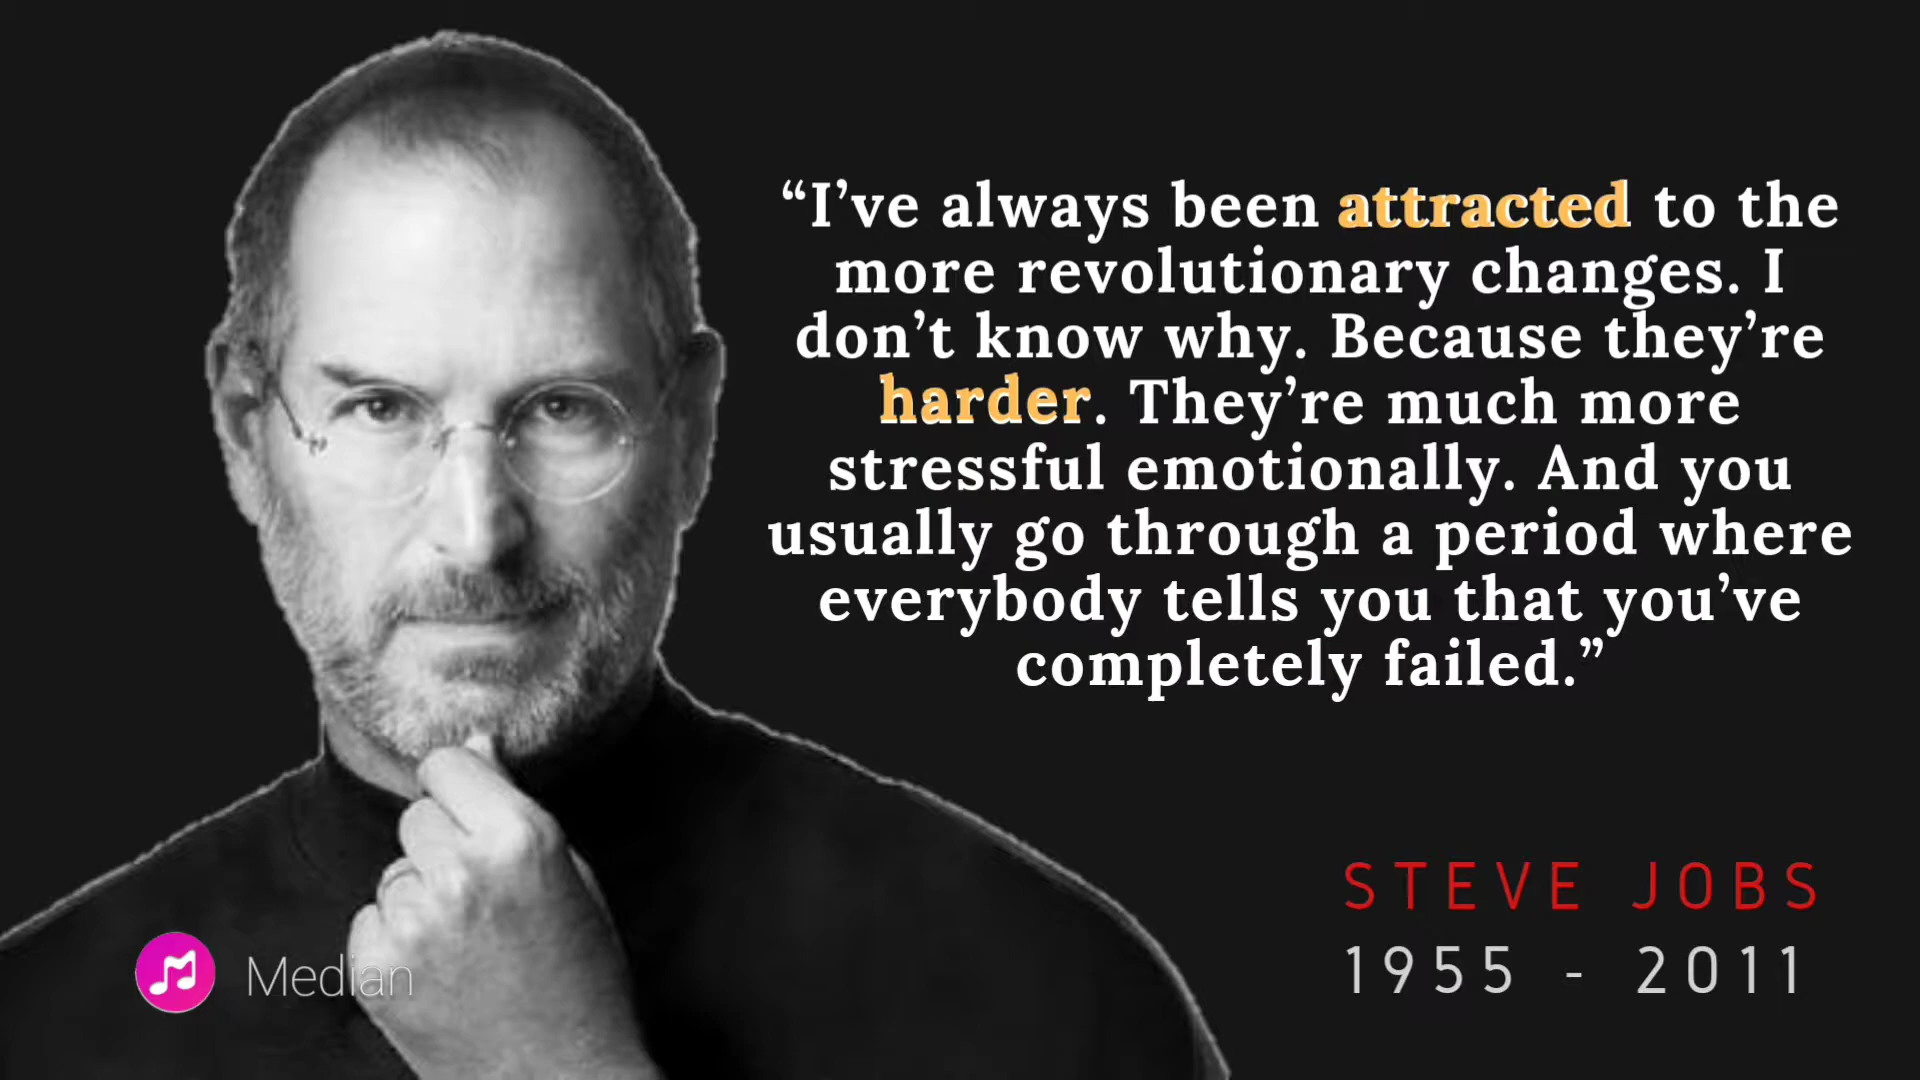 “I’ve always been attracted to the
more revolutionary changes. I
don’t know why. Because they’re
harder. They’re much more
stressful emotionally. And you
usually go through a period where
everybody tells you that you’ve
completely failed.”
STEVE JOBS
1955 - 2011
Median